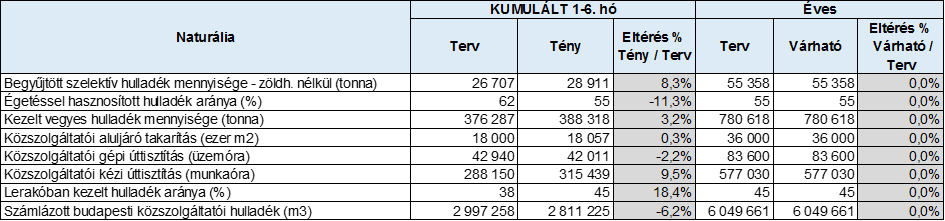 Naturália KUMULÁLT 1-6. hó Éves
Terv Tény Eltérés % Tény / Terv Terv Várható Eltérés % Várható / Terv
Begyűjtött szelektív hulladék mennyisége - zöldh. nélkül (tonna) 26 707 28 911 8,3% 55 358 55 358 0,0%
Égetéssel hasznosított hulladék aránya (%) 62 55 -11,3% 55 55 0,0%
Kezelt vegyes hulladék mennyisége (tonna) 376 287 388 318 3,2% 780 618 780 618 0,0%
Közszolgáltatói aluljáró takarítás (ezer m2) 18 000 18 057 0,3% 36 000 36 000 0,0%
Közszolgáltatói gépi úttisztítás (üzemóra) 42 940 42 011 -2,2% 83 600 83 600 0,0%
Közszolgáltatói kézi úttisztítás (munkaóra) 288 150 315 439 9,5% 577 030 577 030 0,0%
Lerakóban kezelt hulladék aránya (%) 38 45 18,4% 45 45 0,0%
Számlázott budapesti közszolgáltatói hulladék (m3) 2 997 258 2 811 225 -6,2% 6 049 661 6 049 661 0,0%